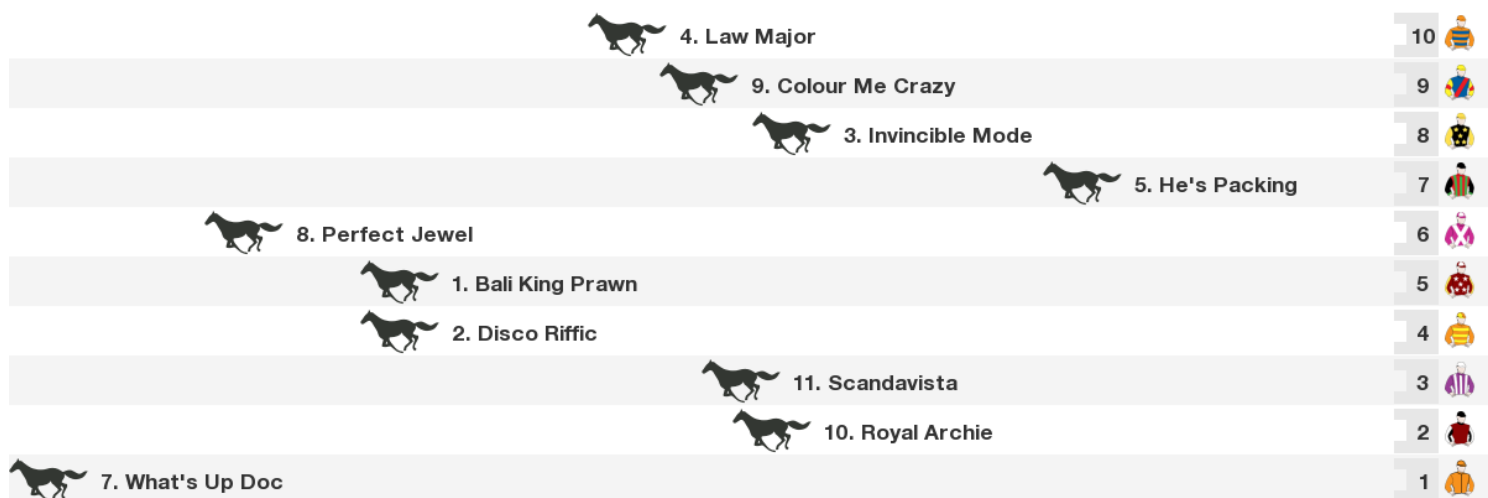 4. Law Major 10
9. Colour Me Crazy 9
3. Invincible Mode 8
5. He's Packing 7
8. Perfect Jewel 6
1. Bali King Prawn 5
2. Disco Riffic 4
11. Scandavista 3
10. Royal Archie 2
7. What's Up Doc 1